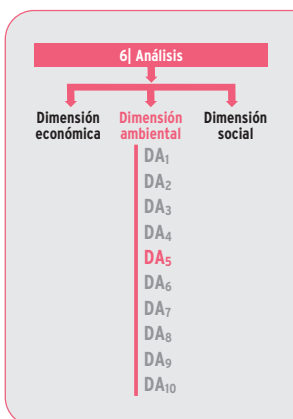 6| Análisis
Dimensión económica
Dimensión ambiental
Dimensión social
DA₁
DA₂
DA₃
DA₄
DA₅
DA₆
DA₇
DA₈
DA₉
DA₁₀